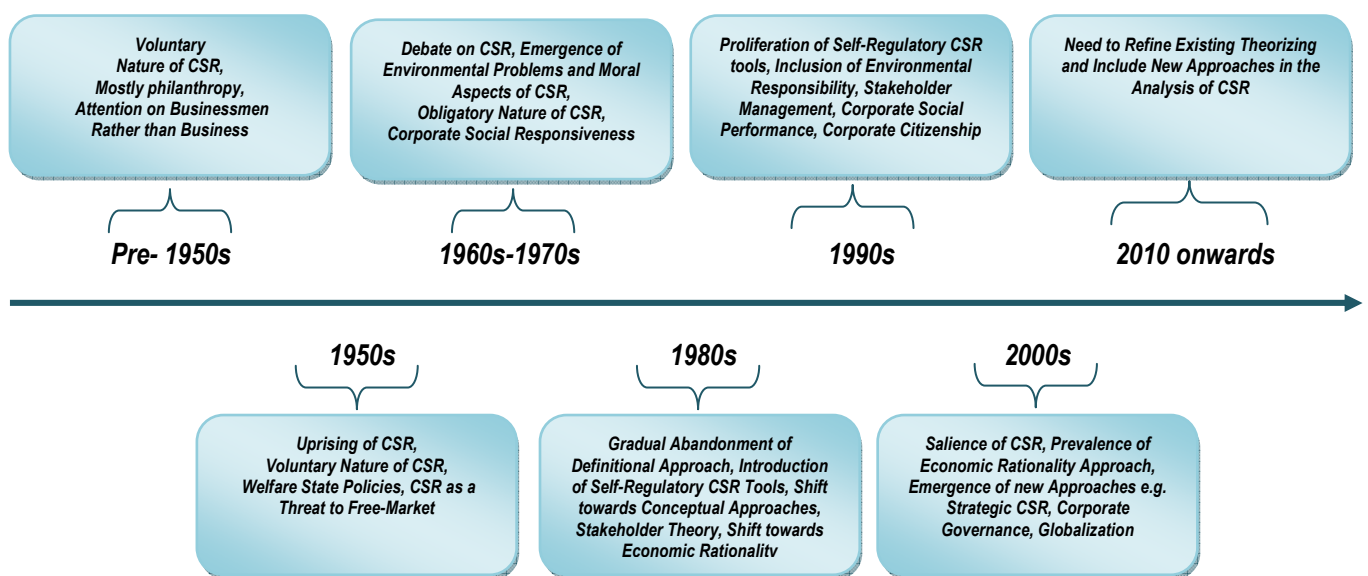 Voluntary
Nature of CSR,
Mostly philanthropy,
Attention on Businessmen
Rather than Business
Debate on CSR, Emergence of
Environmental Problems and Moral
Aspects of CSR,
Obligatory Nature of CSR,
Corporate Social Responsiveness
Proliferation of Self-Regulatory CSR
tools, Inclusion of Environmental
Responsibility, Stakeholder
Management, Corporate Social
Performance, Corporate Citizenship
Need to Refine Existing Theorizing
and Include New Approaches in the
Analysis of CSR
Pre- 1950s
1960s-1970s
1990s
2010 onwards
1950s
1980s
2000s
Uprising of CSR,
Voluntary Nature of CSR,
Welfare State Policies, CSR as a
Threat to Free-Market
Gradual Abandonment of
Definitional Approach, Introduction
of Self-Regulatory CSR Tools, Shift
towards Conceptual Approaches,
Stakeholder Theory, Shift towards
Economic Rationality
Salience of CSR, Prevalence of
Economic Rationality Approach,
Emergence of new Approaches e.g.
Strategic CSR, Corporate
Governance, Globalization